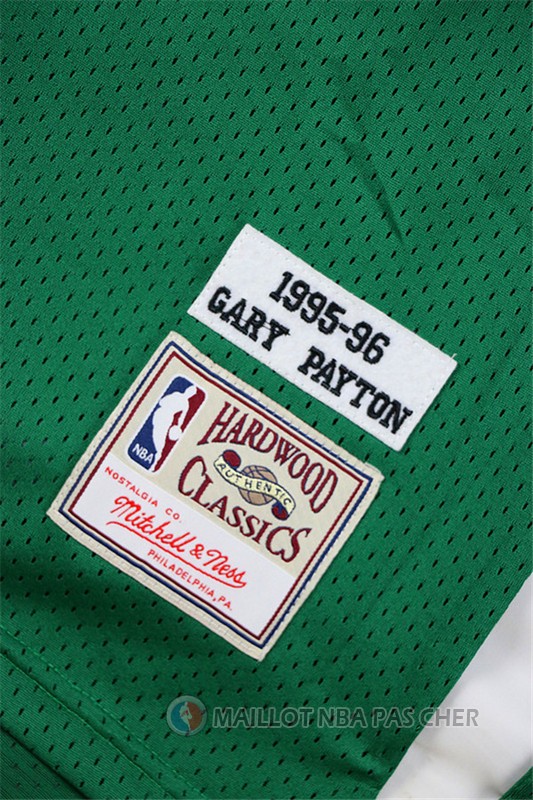 1995-96
GARY PAYTON
NBA
HARDWOOD
AUTHENTIC
CLASSICS
NOSTALGIA CO.
Mitchell & Ness
PHILADELPHIA, PA.
MAILLOT NBA PAS CHER